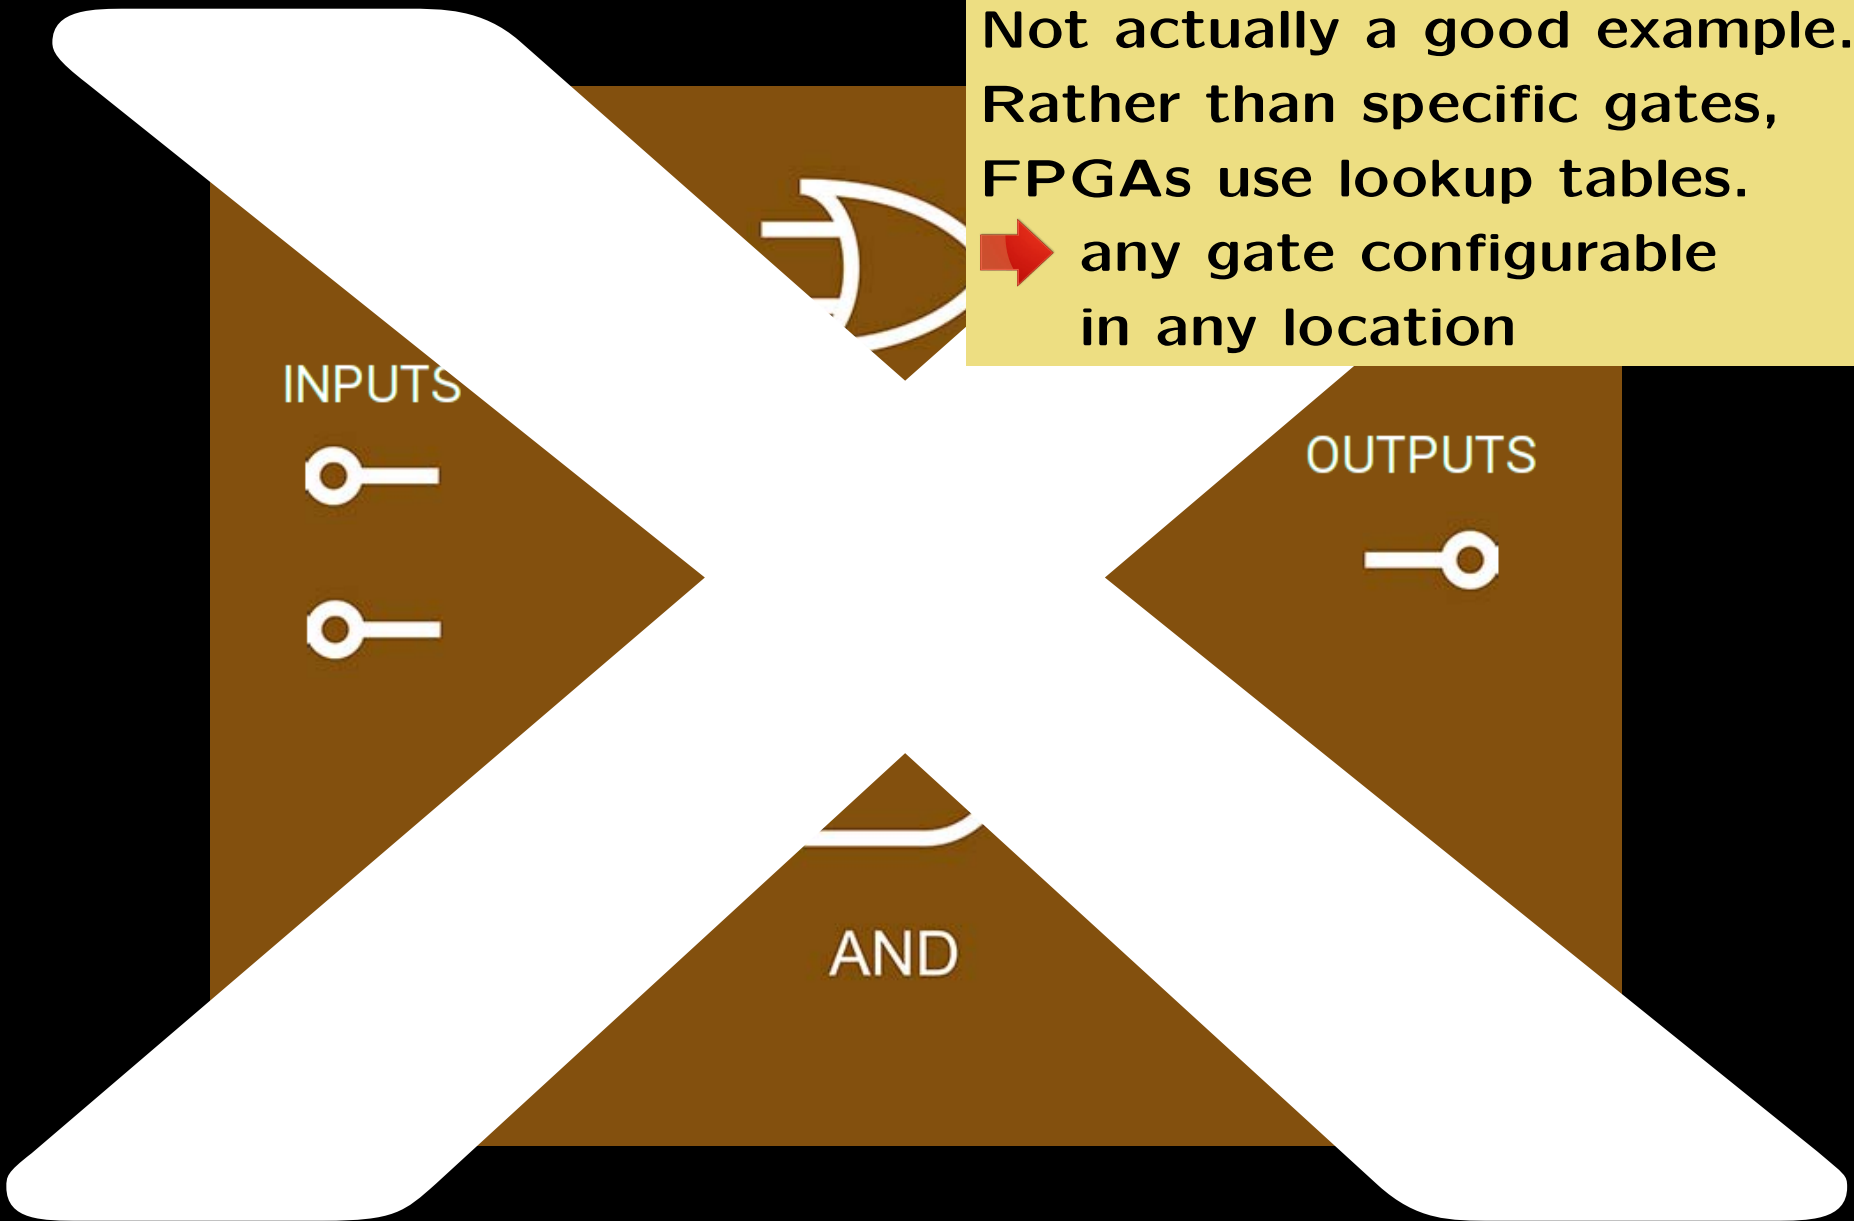 Not actually a good example.
Rather than specific gates,
FPGAs use lookup tables.
any gate configurable
in any location
INPUTS
OUTPUTS
AND